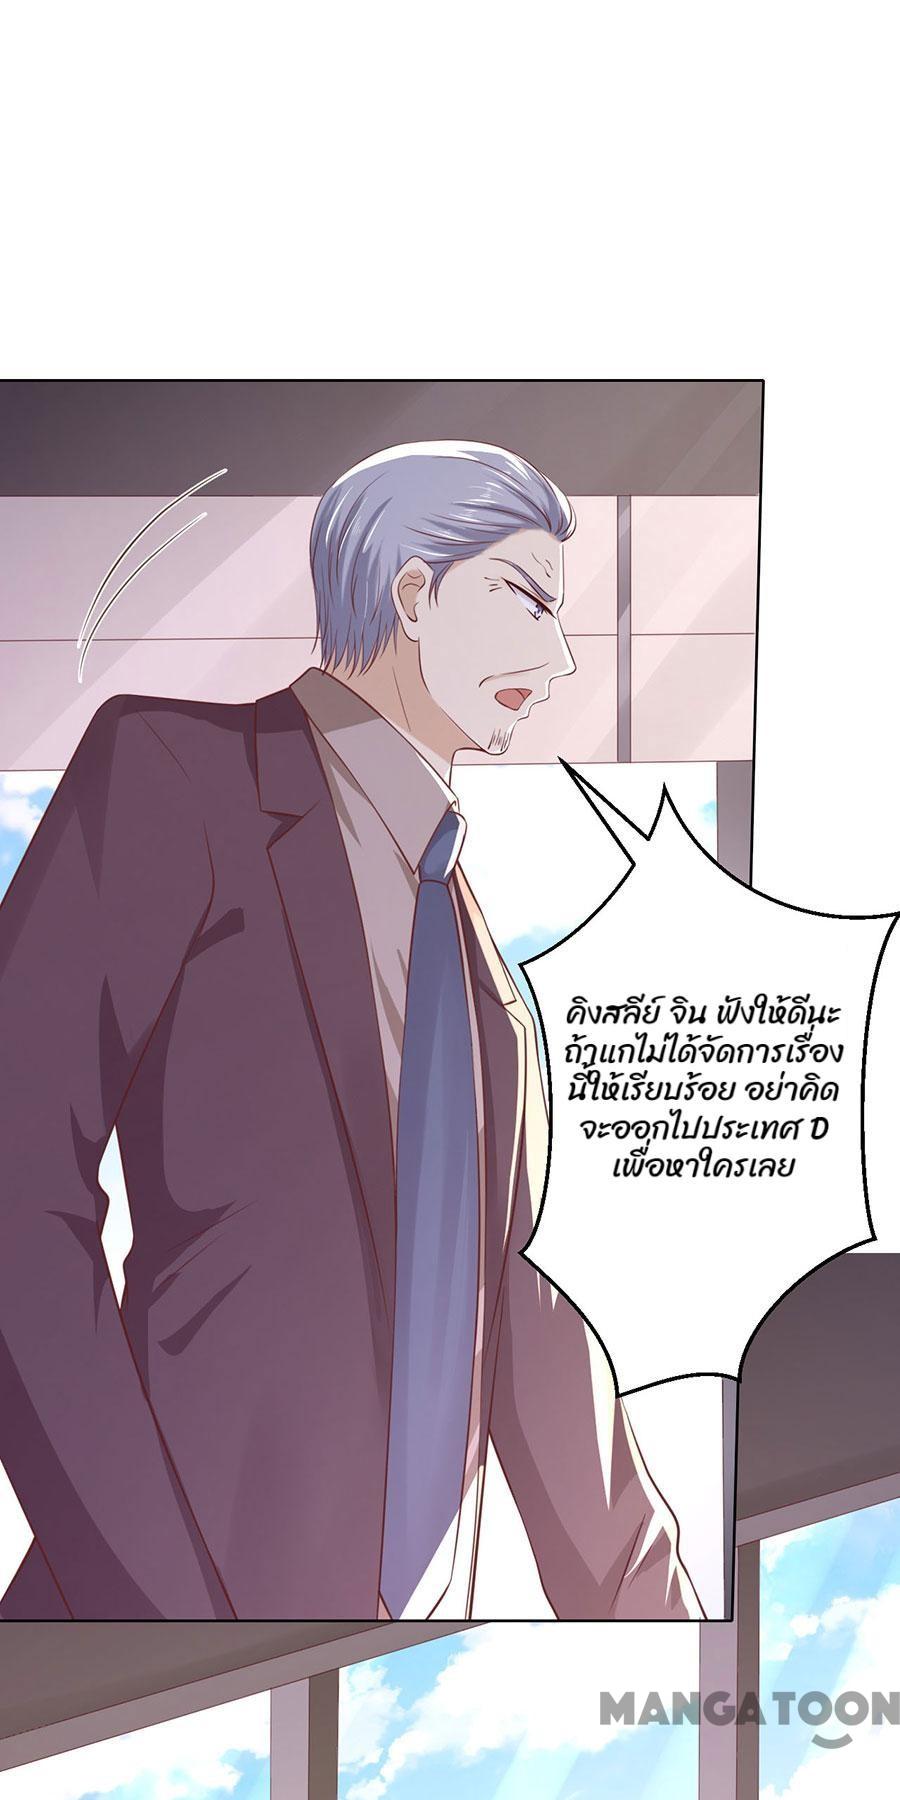 คิงสลีย์ จิน ฟังให้ดีนะ
ถ้าแกไม่ได้จัดการเรื่อง
นี้ให้เรียบร้อย อย่าคิด
จะออกไปประเทศ D
เพื่อหาใครเลย
MANGATOON